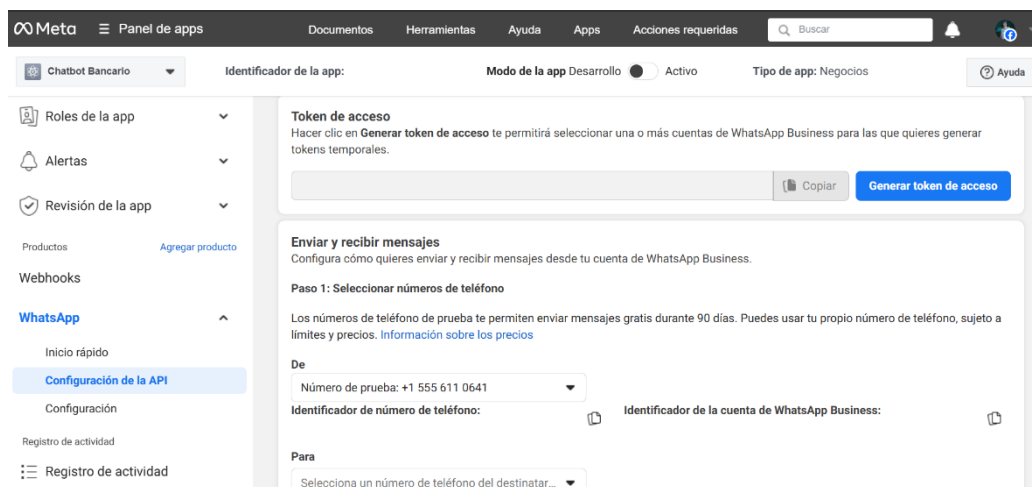 Meta Panel de apps Documentos Herramientas Ayuda Apps Acciones requeridas Buscar
Chatbot Bancario Identificador de la app: Modo de la app Desarrollo Activo Tipo de app: Negocios Ayuda
Roles de la app
Alertas
Revisión de la app
Productos Agregar producto
Webhooks
WhatsApp
Inicio rápido
Configuración de la API
Configuración
Registro de actividad
Registro de actividad
Token de acceso
Hacer clic en Generar token de acceso te permitirá seleccionar una o más cuentas de WhatsApp Business para las que quieres generar
tokens temporales.
Copiar Generar token de acceso
Enviar y recibir mensajes
Configura cómo quieres enviar y recibir mensajes desde tu cuenta de WhatsApp Business.
Paso 1: Seleccionar números de teléfono
Los números de teléfono de prueba te permiten enviar mensajes gratis durante 90 días. Puedes usar tu propio número de teléfono, sujeto a
límites y precios. Información sobre los precios
De
Número de prueba: +1 555 611 0641
Identificador de número de teléfono: Identificador de la cuenta de WhatsApp Business:
Para
Selecciona un número de teléfono del destinatar...